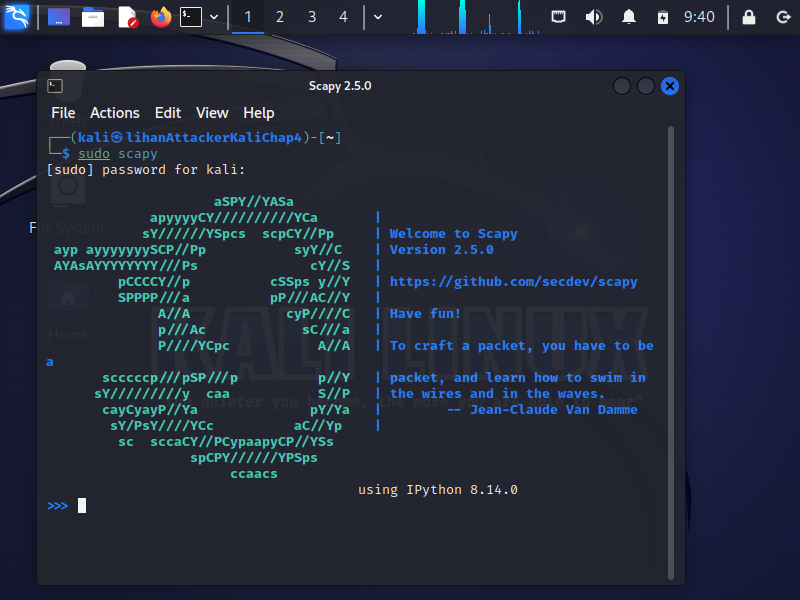 1 2 3 4 9:40
Scapy 2.5.0
File Actions Edit View Help
┌──(kali㉿lihanAttackerKaliChap4)-[~]
└─$ sudo scapy
[sudo] password for kali:
aSPY//YASa
apyyyyCY//////////YCa |
sY//////YSpcs scpCY//Pp | Welcome to Scapy
ayp ayyyyyyySCP//Pp syY//C | Version 2.5.0
AYAsAYYYYYYYY///Ps cY//S |
pCCCCY//p cSSps y//Y | https://github.com/secdev/scapy
SPPPP///a pP///AC//Y |
A//A cyP////C | Have fun!
p///Ac sC///a |
P////YCpc A//A | To craft a packet, you have to be
a
scccccp///pSP///p p//Y | packet, and learn how to swim in
sY/////////y caa S//P | the wires and in the waves.
cayCyayP//Ya pY/Ya | -- Jean-Claude Van Damme
sY/PsY////YCc aC//Yp |
sc sccaCY//PCypaapyCP//YSs
spCPY//////YPSps
ccaacs
using IPython 8.14.0
>>>
File System
Home
KALI LINUX